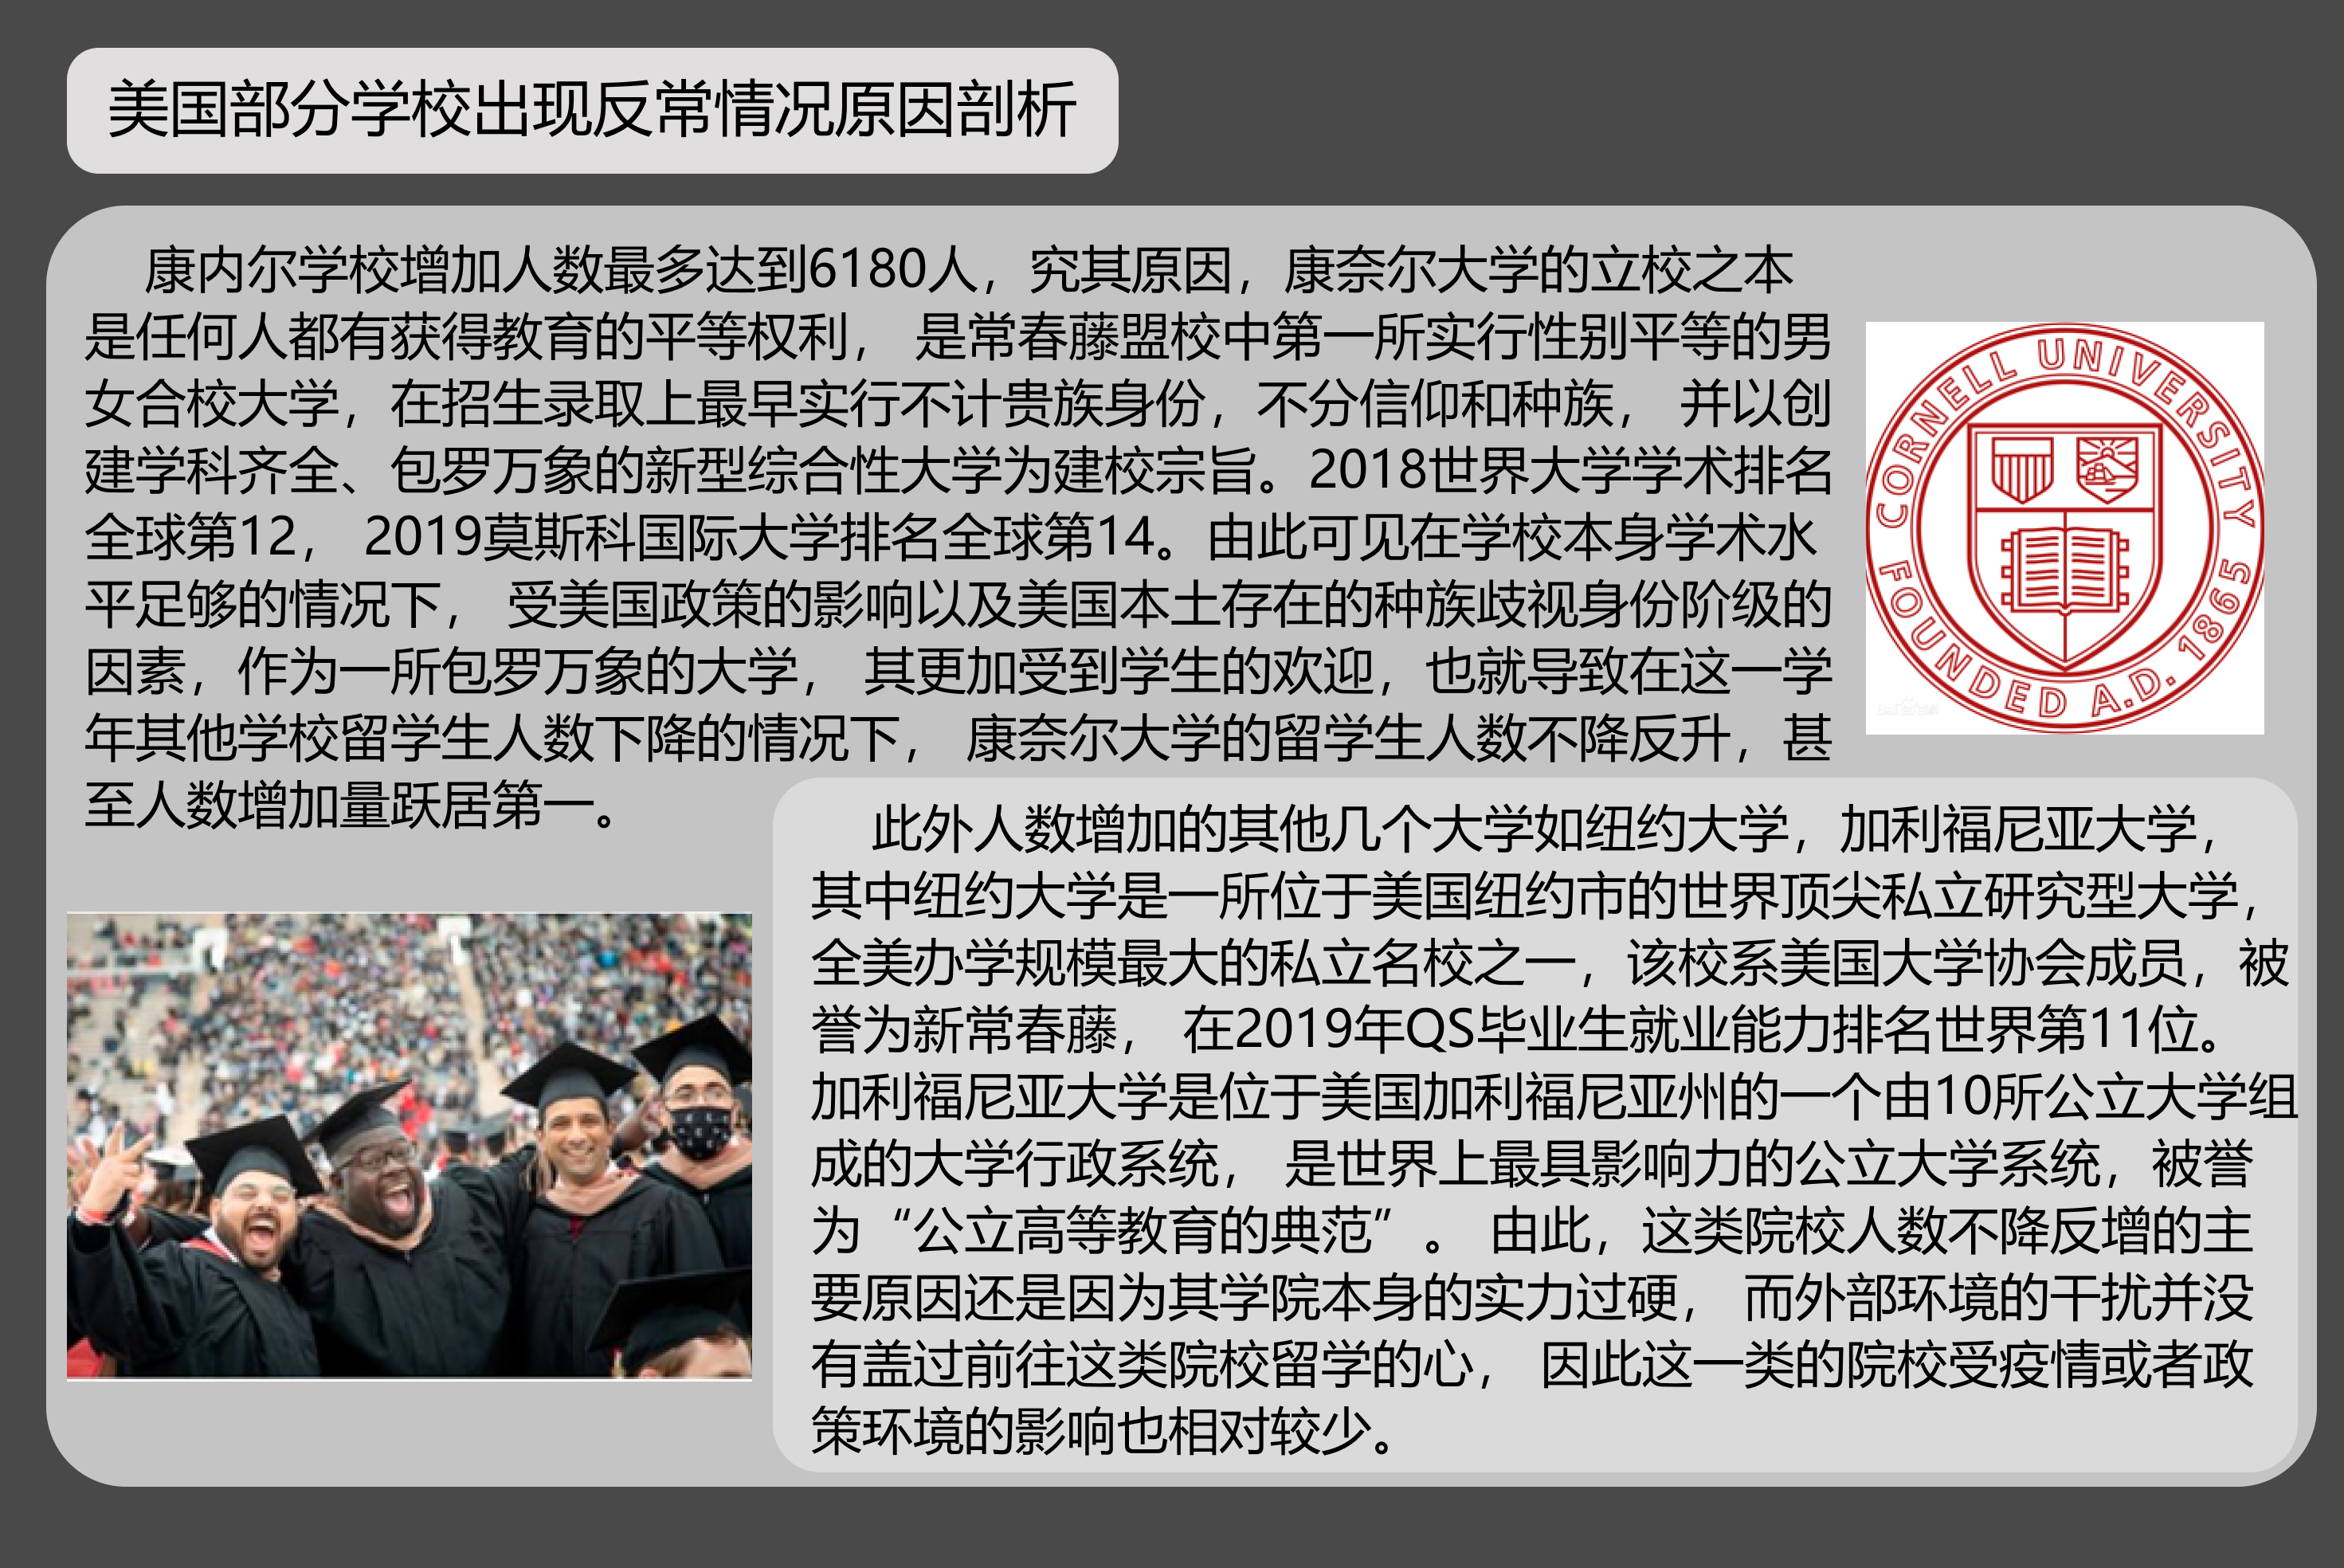 美国部分学校出现反常情况原因剖析
康内尔学校增加人数最多达到6180人，究其原因，康奈尔大学的立校之本
是任何人都有获得教育的平等权利， 是常春藤盟校中第一所实行性别平等的男
女合校大学，在招生录取上最早实行不计贵族身份，不分信仰和种族， 并以创
建学科齐全、包罗万象的新型综合性大学为建校宗旨。2018世界大学学术排名
全球第12， 2019莫斯科国际大学排名全球第14。由此可见在学校本身学术水
平足够的情况下， 受美国政策的影响以及美国本土存在的种族歧视身份阶级的
因素，作为一所包罗万象的大学， 其更加受到学生的欢迎，也就导致在这一学
年其他学校留学生人数下降的情况下， 康奈尔大学的留学生人数不降反升，甚
至人数增加量跃居第一。
CORNELL UNIVERSITY
FOUNDED A.D. 1865
此外人数增加的其他几个大学如纽约大学，加利福尼亚大学，
其中纽约大学是一所位于美国纽约市的世界顶尖私立研究型大学，
全美办学规模最大的私立名校之一，该校系美国大学协会成员，被
誉为新常春藤， 在2019年QS毕业生就业能力排名世界第11位。
加利福尼亚大学是位于美国加利福尼亚州的一个由10所公立大学组
成的大学行政系统， 是世界上最具影响力的公立大学系统，被誉
为“公立高等教育的典范”。 由此，这类院校人数不降反增的主
要原因还是因为其学院本身的实力过硬， 而外部环境的干扰并没
有盖过前往这类院校留学的心， 因此这一类的院校受疫情或者政
策环境的影响也相对较少。